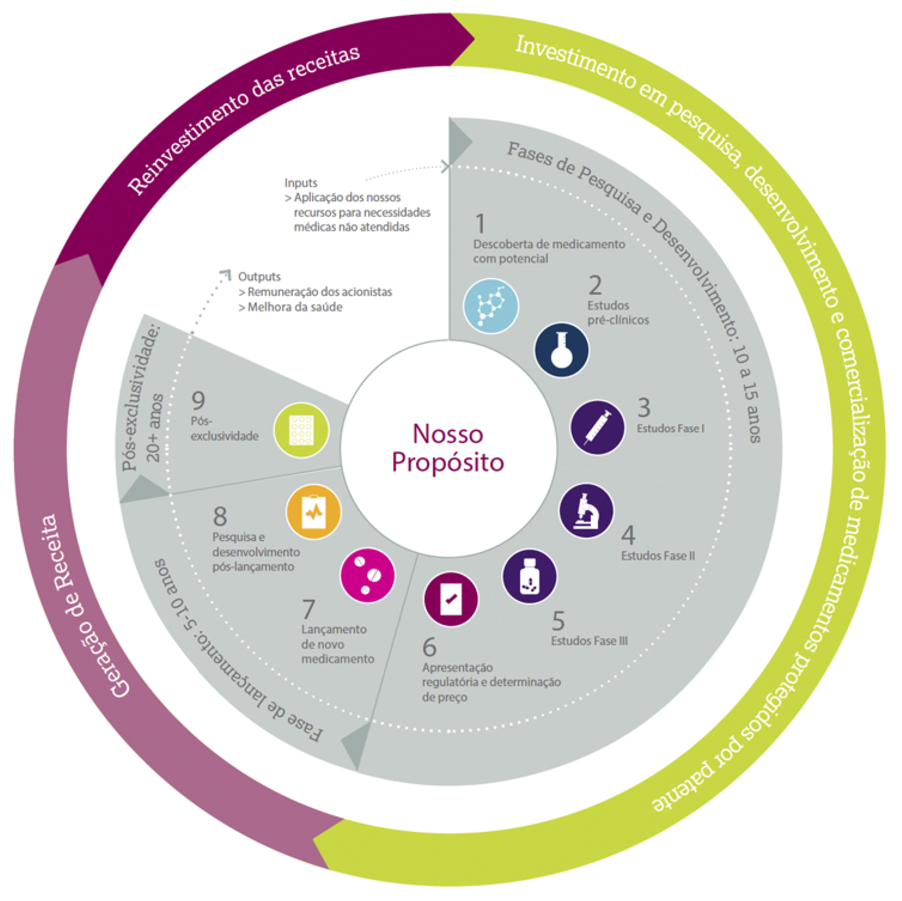 Reinvestimento das receitas
Investimento em pesquisa, desenvolvimento e comercialização de medicamentos protegidos por patente
Geração de Receita
Fases de Pesquisa e Desenvolvimento: 10 a 15 anos
Inputs
> Aplicação dos nossos
recursos para necessidades
médicas não atendidas
Outputs
> Remuneração dos acionistas
> Melhora da saúde
1
Descoberta de medicamento
com potencial
2
Estudos
pré-clínicos
3
Estudos Fase I
4
Estudos Fase II
5
Estudos Fase III
6
Apresentação
regulatória e determinação
de preço
Fase de lançamento: 5-10 anos
7
Lançamento
de novo
medicamento
8
Pesquisa e
desenvolvimento
pós-lançamento
Pós-exclusividade:
20+ anos
9
Pós-
exclusividade
Nosso
Propósito